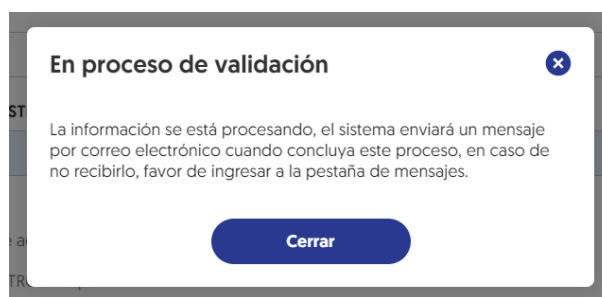 En proceso de validación
ST
La información se está procesando, el sistema enviará un mensaje
por correo electrónico cuando concluya este proceso, en caso de
no recibirlo, favor de ingresar a la pestaña de mensajes.
Cerrar